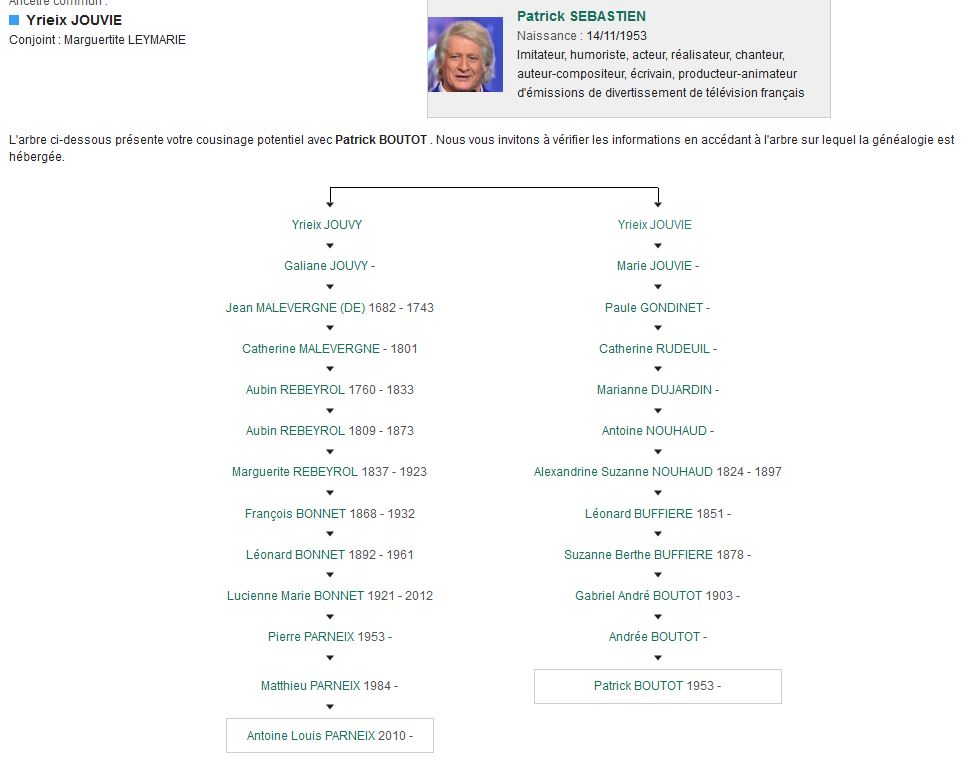 Ancêtre commun :
Yrieix JOUVIE
Conjoint : Marguertite LEYMARIE
Patrick SEBASTIEN
Naissance : 14/11/1953
Imitateur, humoriste, acteur, réalisateur, chanteur,
auteur-compositeur, écrivain, producteur-animateur
d'émissions de divertissement de télévision français
L'arbre ci-dessous présente votre cousinage potentiel avec Patrick BOUTOT . Nous vous invitons à vérifier les informations en accédant à l'arbre sur lequel la généalogie est
hébergée.
Yrieix JOUVY
Yrieix JOUVIE
Galiane JOUVY -
Marie JOUVIE -
Jean MALEVERGNE (DE) 1682 - 1743
Paule GONDINET -
Catherine MALEVERGNE - 1801
Catherine RUDEUIL -
Aubin REBEYROL 1760 - 1833
Marianne DUJARDIN -
Aubin REBEYROL 1809 - 1873
Antoine NOUHAUD -
Marguerite REBEYROL 1837 - 1923
Alexandrine Suzanne NOUHAUD 1824 - 1897
François BONNET 1868 - 1932
Léonard BUFFIERE 1851 -
Léonard BONNET 1892 - 1961
Suzanne Berthe BUFFIERE 1878 -
Lucienne Marie BONNET 1921 - 2012
Gabriel André BOUTOT 1903 -
Pierre PARNEIX 1953 -
Andrée BOUTOT -
Matthieu PARNEIX 1984 -
Patrick BOUTOT 1953 -
Antoine Louis PARNEIX 2010 -